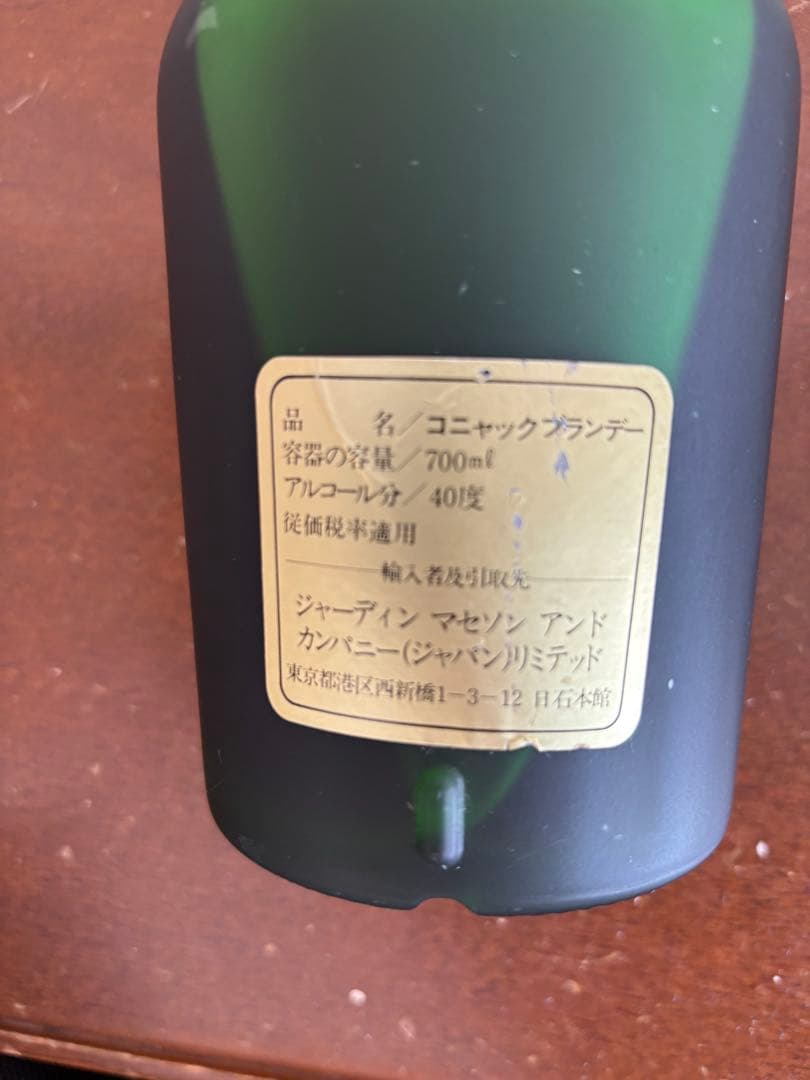 品　　名／コニャックブランデー
容器の容量／700ml
アルコール分／40度
従価税率適用
輸入者及引取先
ジャーディン マセソン アンド
カンパニー(ジャパン)リミテッド
東京都港区西新橋1-3-12 日石本館